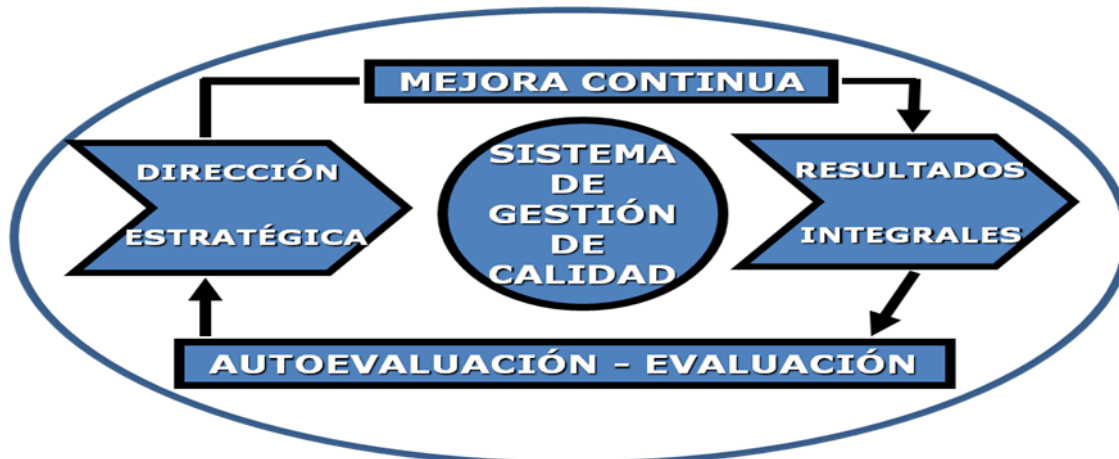 MEJORA CONTINUA
DIRECCIÓN
ESTRATÉGICA
SISTEMA
DE
GESTIÓN
DE
CALIDAD
RESULTADOS
INTEGRALES
AUTOEVALUACIÓN - EVALUACIÓN